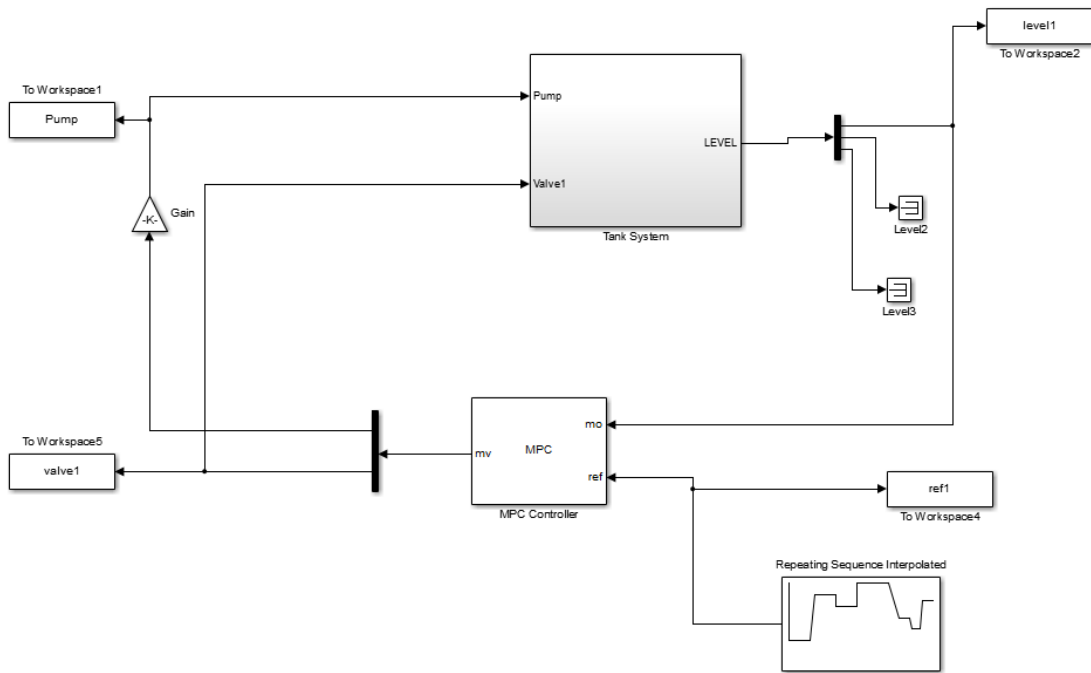 level1
To Workspace2
To Workspace1
Pump
Pump
LEVEL
Valve1
Tank System
-K-
Gain
Level2
Level3
To Workspace5
valve1
mv
MPC
mo
ref
MPC Controller
ref1
To Workspace4
Repeating Sequence Interpolated